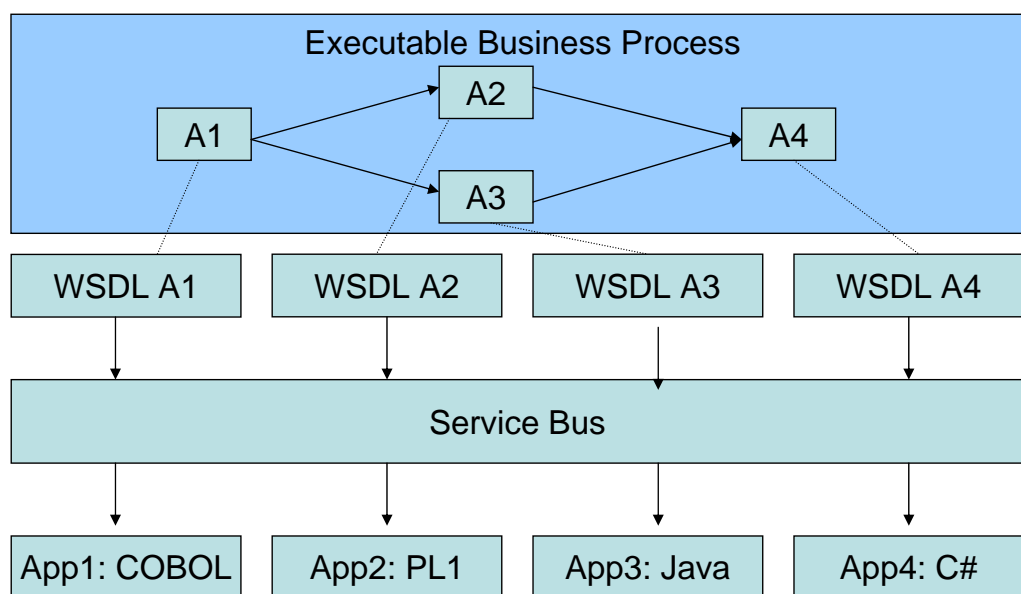 Executable Business Process
A2
A1
A4
A3
WSDL A1
WSDL A2
WSDL A3
WSDL A4
Service Bus
App1: COBOL
App2: PL1
App3: Java
App4: C#